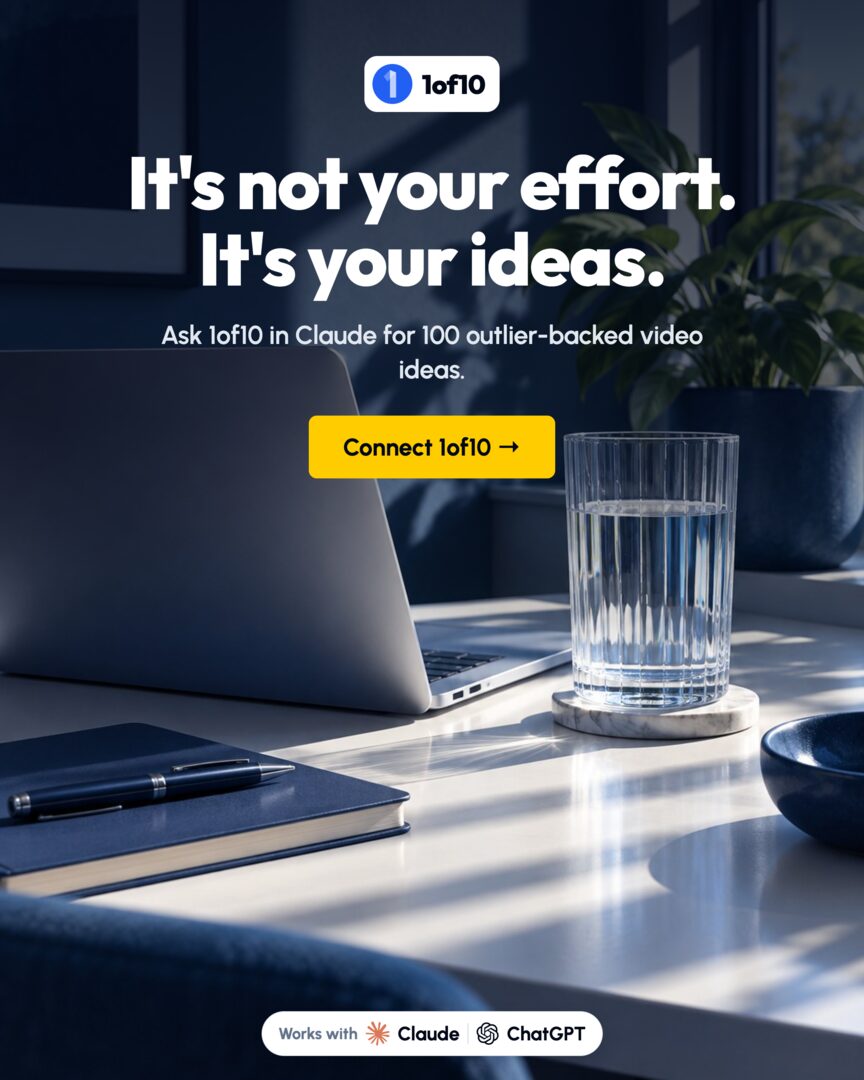 1of10
It's not your effort.
It's your ideas.
Ask 1of10 in Claude for 100 outlier-backed video
ideas.
Connect 1of10 →
Works with Claude ChatGPT